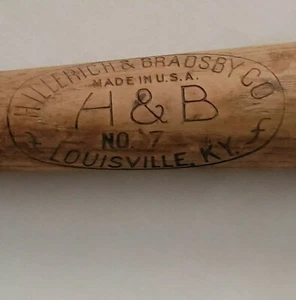 HILLERICH & BRADSBY CO
MADE IN U.S.A.
H & B
NO. 7
LOUISVILLE, KY.